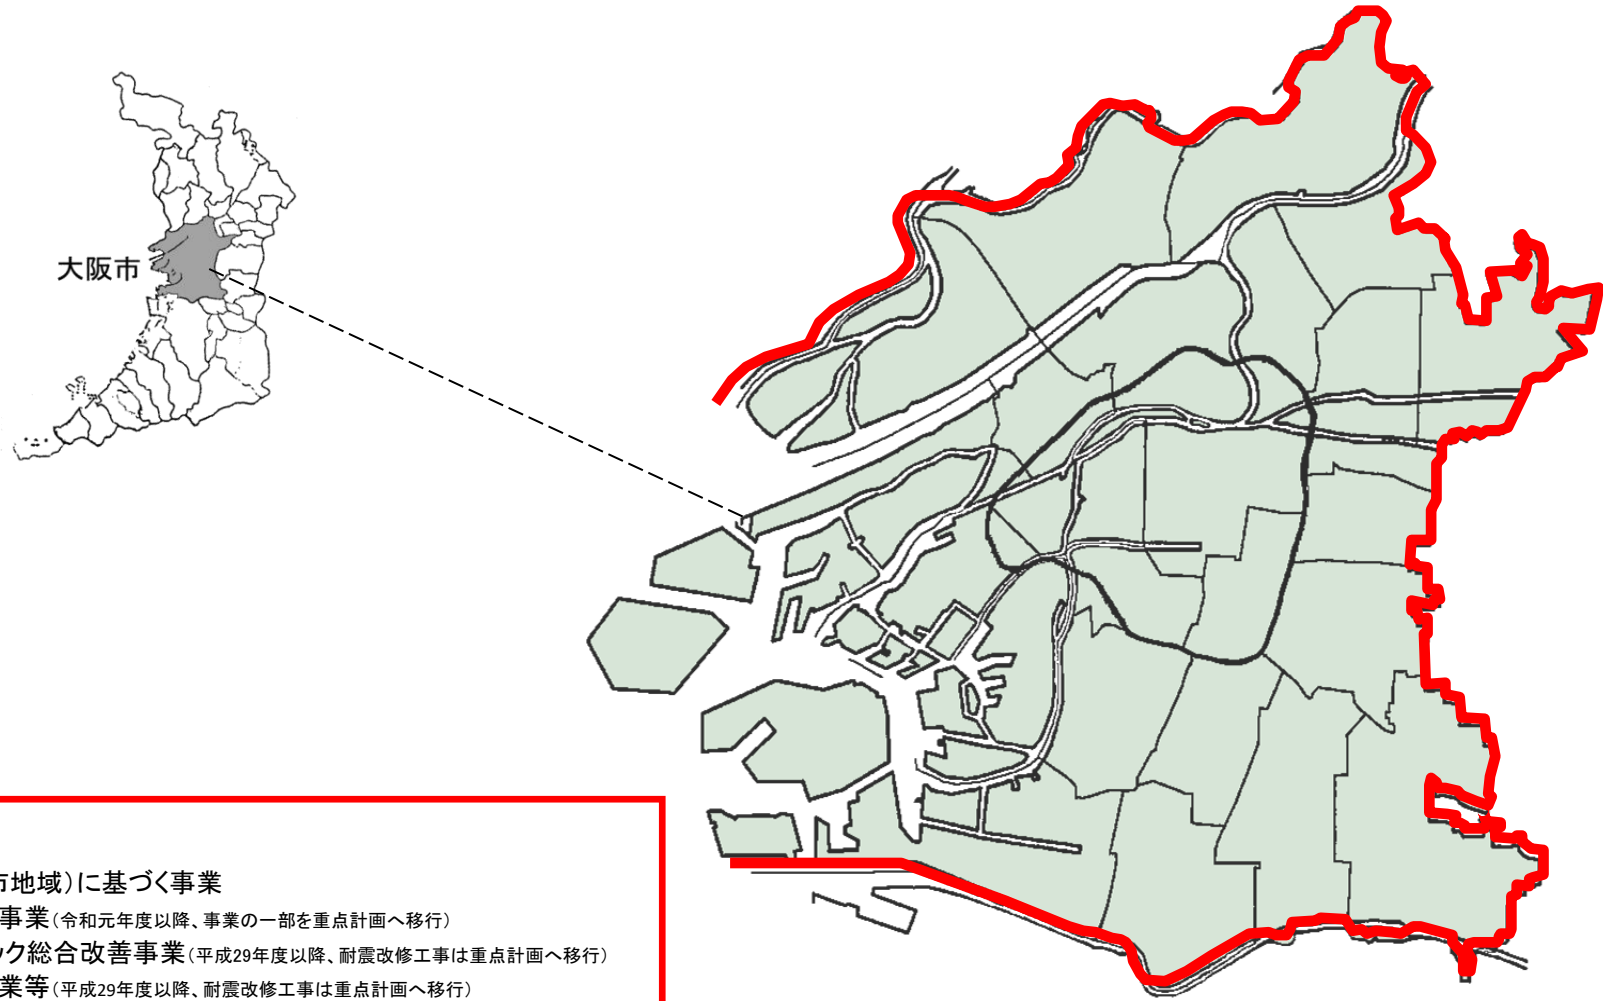 大阪市
市地域)に基づく事業
事業(令和元年度以降、事業の一部を重点計画へ移行)
ック総合改善事業(平成29年度以降、耐震改修工事は重点計画へ移行)
業等(平成29年度以降、耐震改修工事は重点計画へ移行)